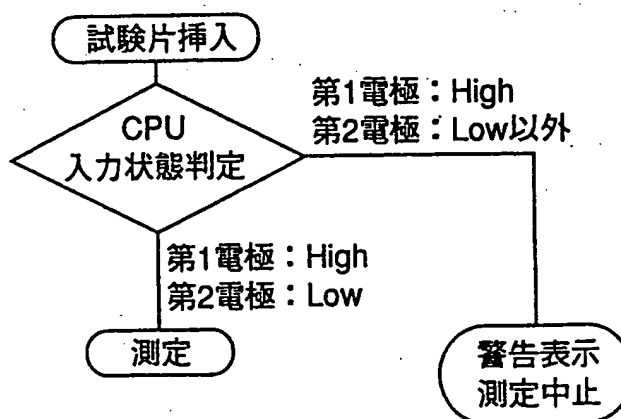 試験片挿入
CPU
入力状態判定
第1電極：High
第2電極：Low以外
第1電極：High
第2電極：Low
測定
警告表示
測定中止